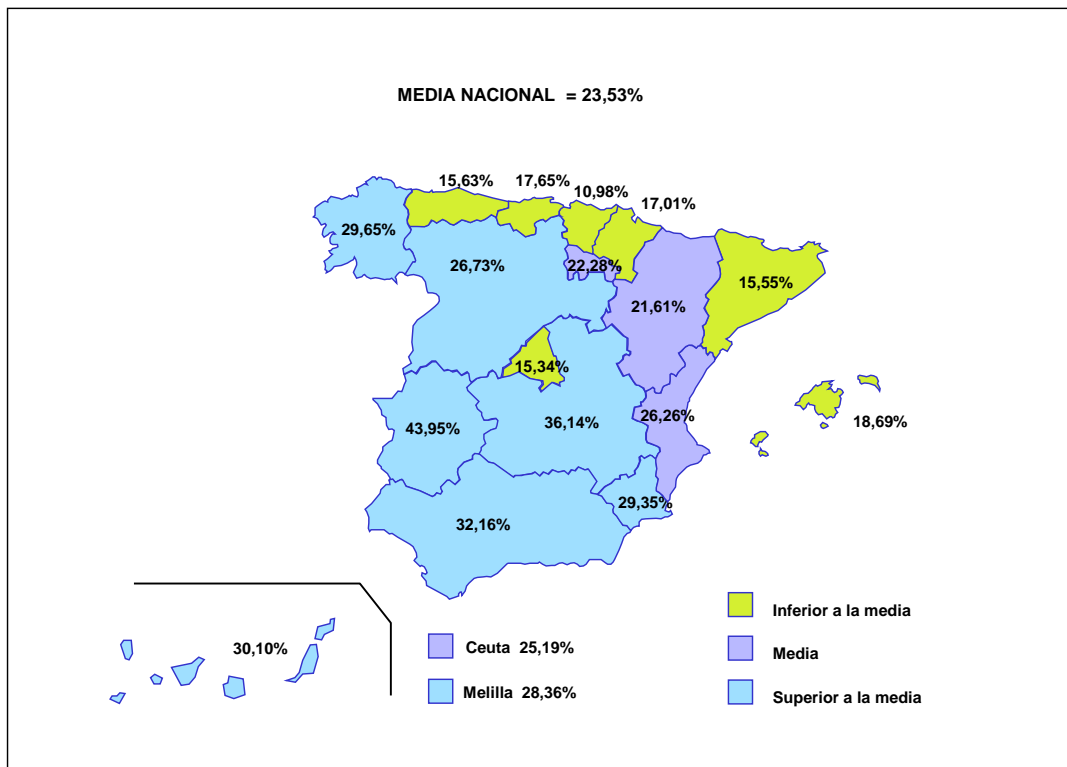 MEDIA NACIONAL = 23,53%
15,63%
17,65%
10,98%
17,01%
29,65%
26,73%
22,28%
21,61%
15,55%
15,34%
43,95%
36,14%
26,26%
18,69%
29,35%
32,16%
30,10%
Ceuta 25,19%
Melilla 28,36%
Inferior a la media
Media
Superior a la media